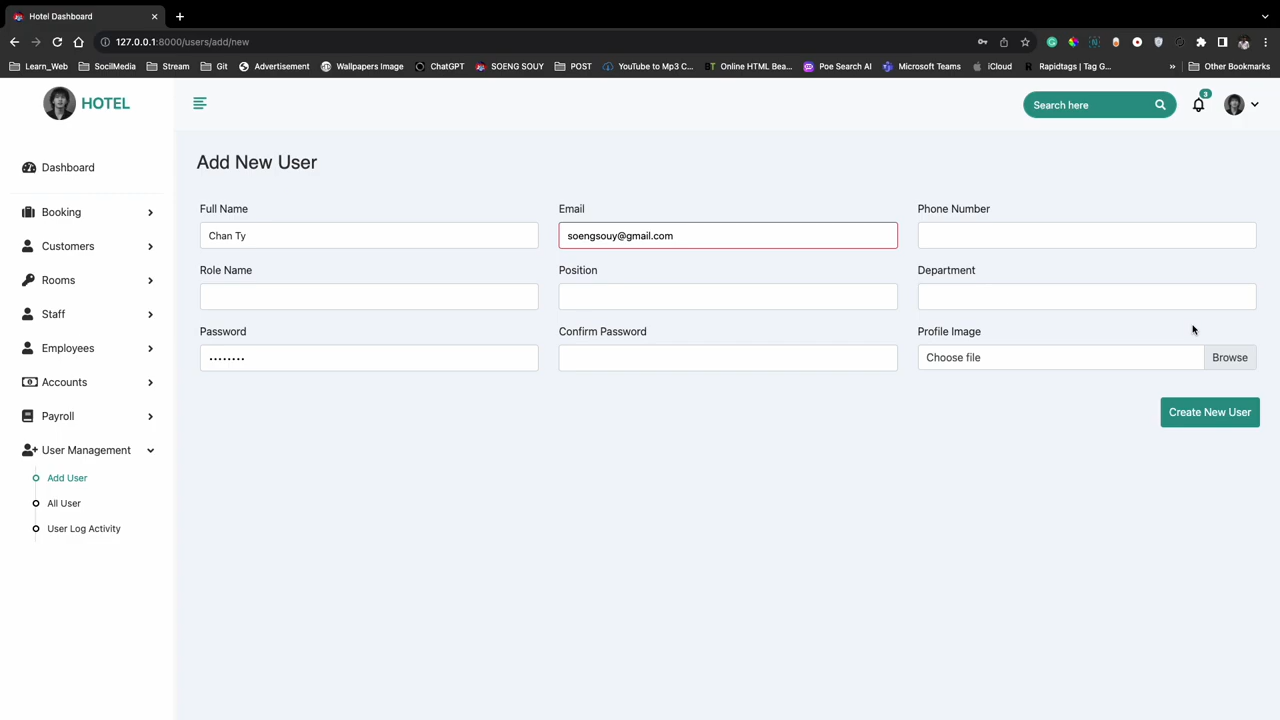 Hotel Dashboard
127.0.0.1:8000/users/add/new
Learn_Web SocilMedia Stream Git Advertisement Wallpapers Image ChatGPT SOENG SOUY POST YouTube to Mp3 C... Online HTML Bea... Poe Search AI Microsoft Teams iCloud Rapidtags | Tag G... » Other Bookmarks
HOTEL
Search here
3
Dashboard
Booking
Customers
Rooms
Staff
Employees
Accounts
Payroll
User Management
Add User
All User
User Log Activity
Add New User
Full Name Email Phone Number
Chan Ty soengsouy@gmail.com
Role Name Position Department
Password Confirm Password Profile Image
•••••••• Choose file Browse
Create New User